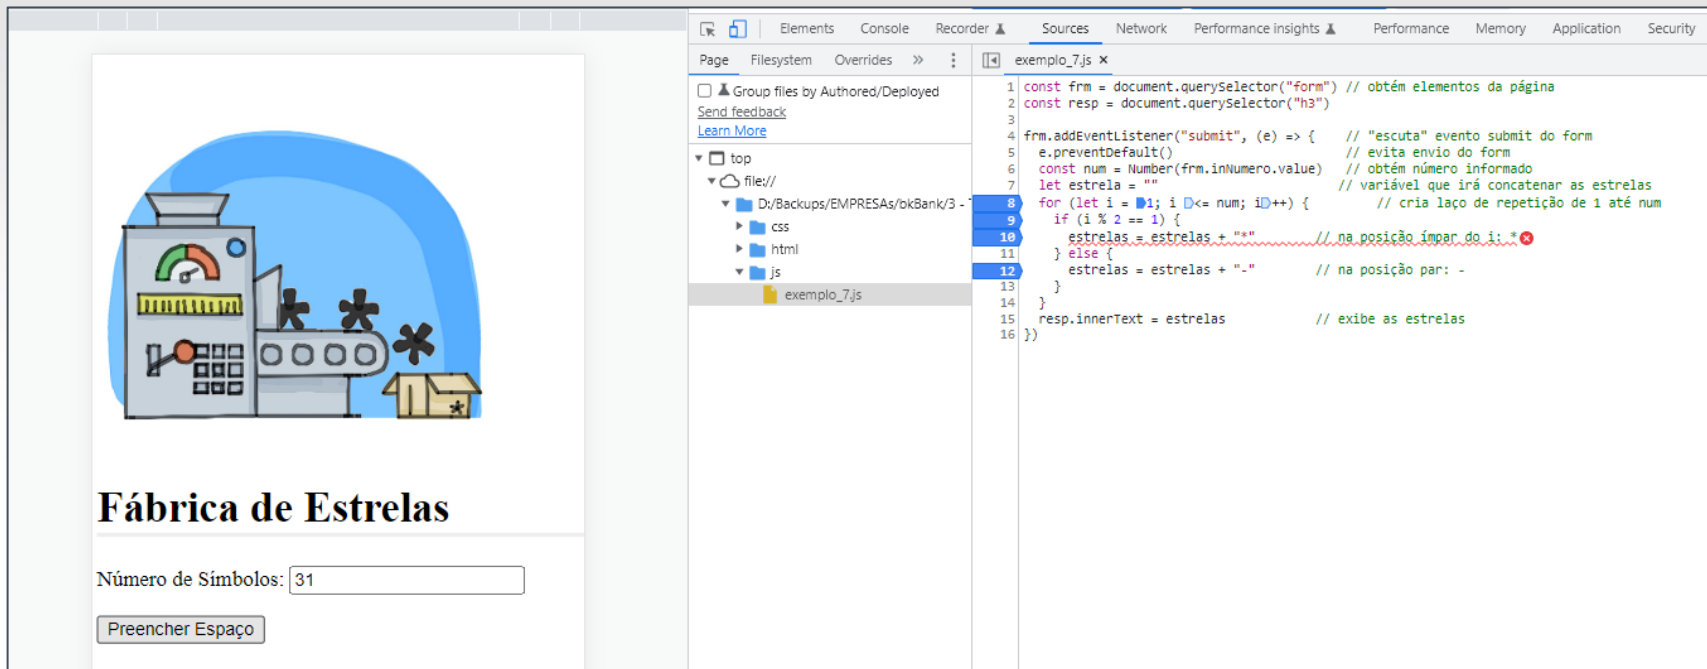 Elements Console Recorder Sources Network Performance insights Performance Memory Application Security
Page Filesystem Overrides » exemplo_7.js ×
Group files by Authored/Deployed
Send feedback
Learn More
top
file://
D:/Backups/EMPRESAs/bkBank/3 -
css
html
js
exemplo_7.js
1 const frm = document.querySelector("form") // obtém elementos da página
2 const resp = document.querySelector("h3")
3
4 frm.addEventListener("submit", (e) => { // "escuta" evento submit do form
5 e.preventDefault() // evita envio do form
6 const num = Number(frm.inNumero.value) // obtém número informado
7 let estrela = "" // variável que irá concatenar as estrelas
8 for (let i = 1; i <= num; i++) { // cria laço de repetição de 1 até num
9 if (i % 2 == 1) {
10 estrelas = estrelas + "*" // na posição ímpar do i: *
11 } else {
12 estrelas = estrelas + "-" // na posição par: -
13 }
14 }
15 resp.innerText = estrelas // exibe as estrelas
16 })
Fábrica de Estrelas
Número de Símbolos: 31
Preencher Espaço